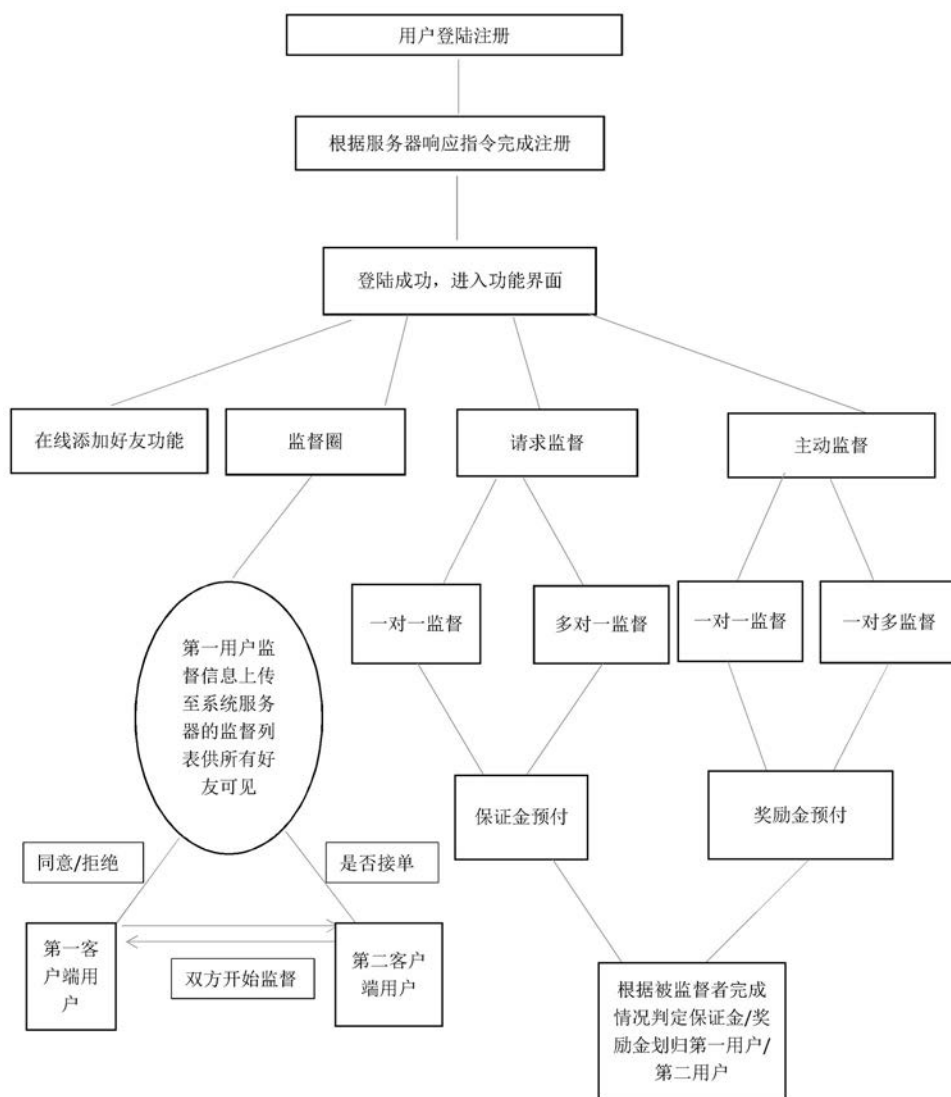 用户登陆注册
根据服务器响应指令完成注册
登陆成功，进入功能界面
在线添加好友功能
监督圈
请求监督
主动监督
一对一监督
多对一监督
一对一监督
一对多监督
第一用户监
督信息上传
至系统服务
器的监督列
表供所有好
友可见
保证金预付
奖励金预付
同意/拒绝
是否接单
第一客
户端用
户
双方开始监督
第二客户
端用户
根据被监督者完成
情况判定保证金/奖
励金划归第一用户/
第二用户